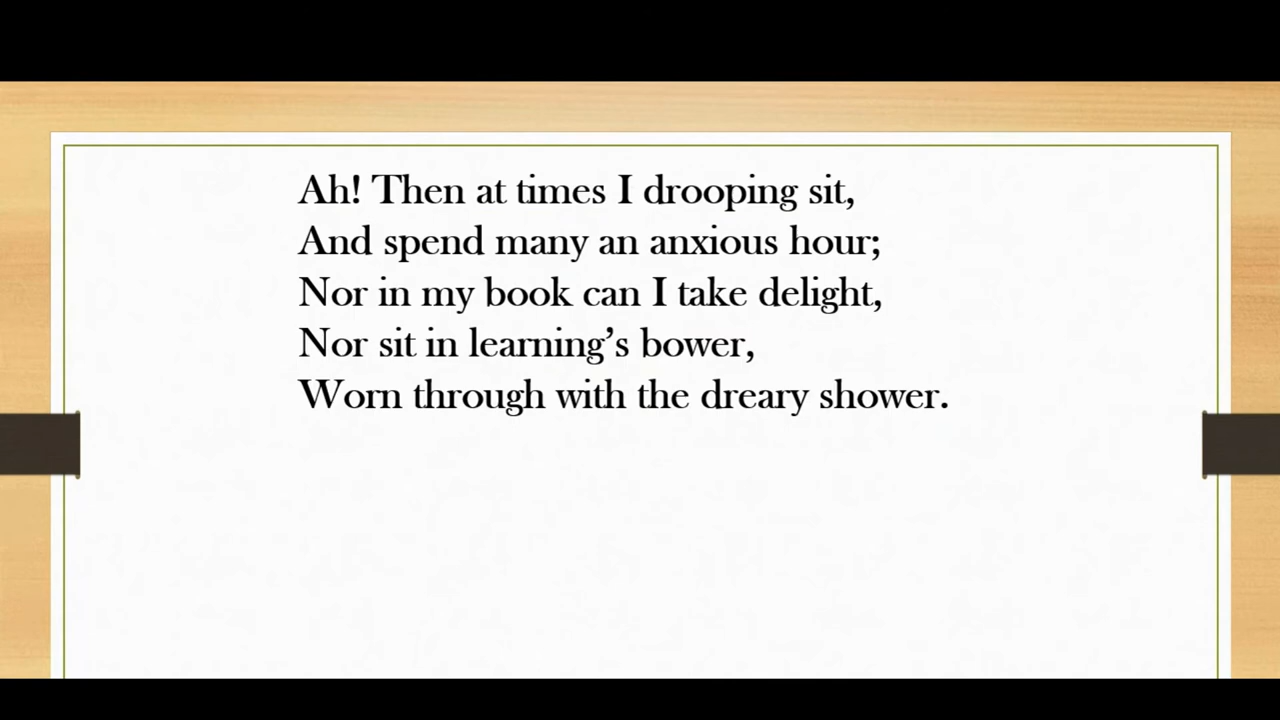 Ah! Then at times I drooping sit,
And spend many an anxious hour;
Nor in my book can I take delight,
Nor sit in learning’s bower,
Worn through with the dreary shower.